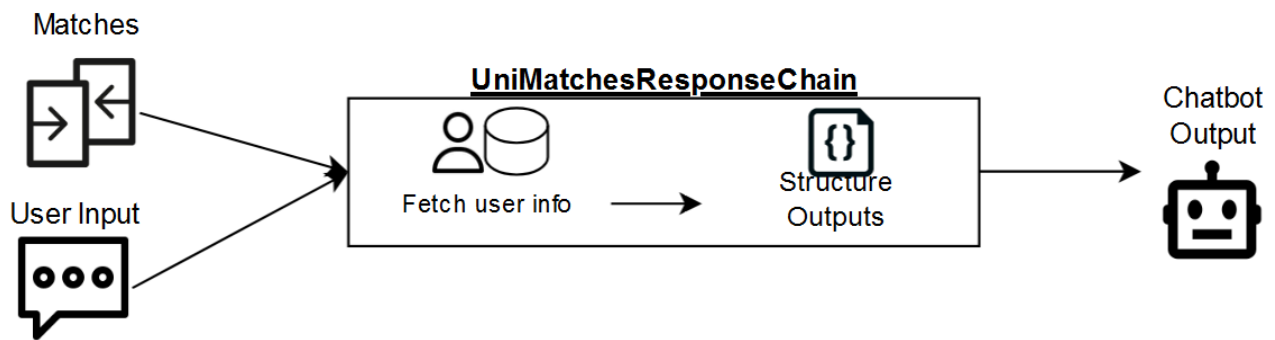 Matches
User Input
UniMatchesResponseChain
Fetch user info
{}
Structure
Outputs
Chatbot
Output